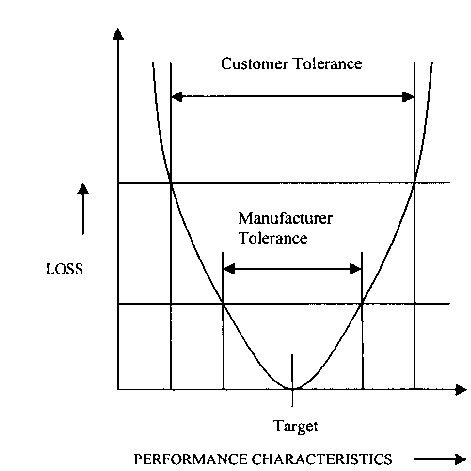 Customer Tolerance
Manufacturer
Tolerance
LOSS
Target
PERFORMANCE CHARACTERISTICS